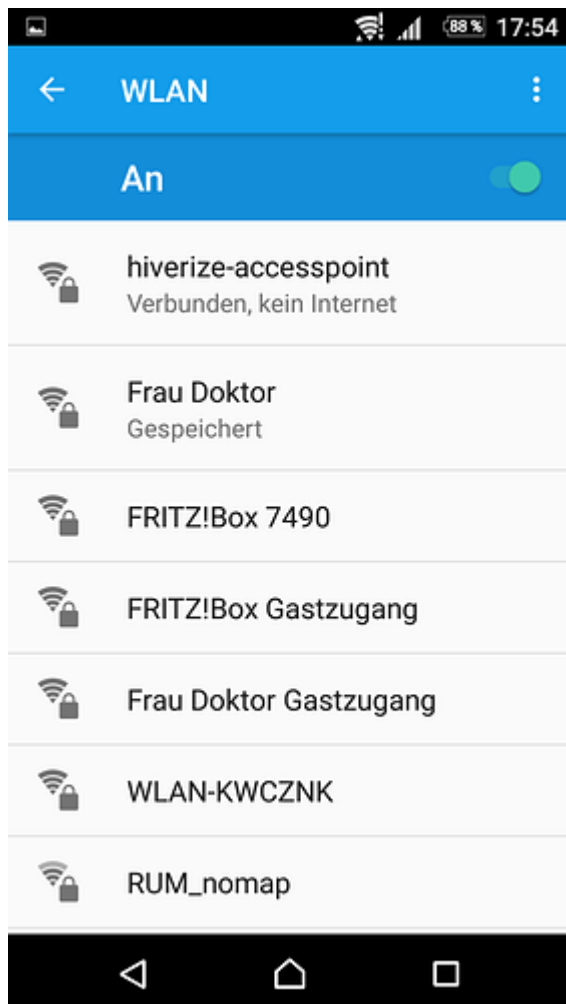 88% 17:54
WLAN
An
hiverize-accesspoint
Verbunden, kein Internet
Frau Doktor
Gespeichert
FRITZ!Box 7490
FRITZ!Box Gastzugang
Frau Doktor Gastzugang
WLAN-KWCZNK
RUM_nomap